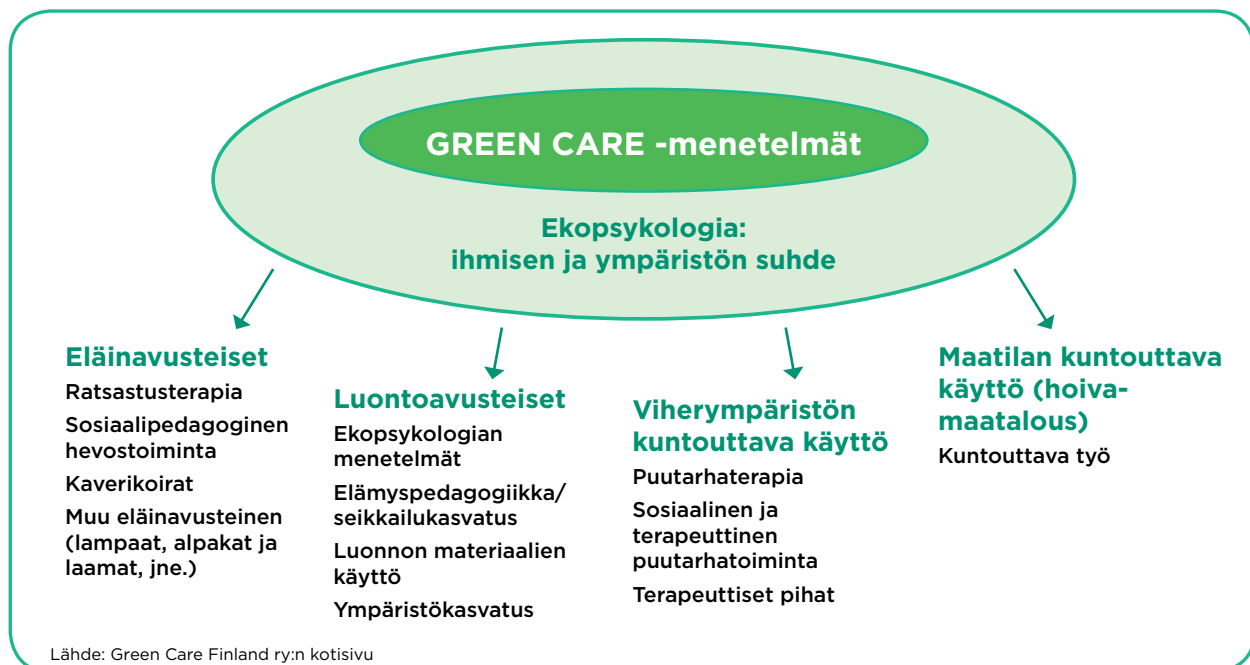 GREEN CARE -menetelmät
Ekopsykologia:
ihmisen ja ympäristön suhde
Eläinavusteiset
Ratsastusterapia
Sosiaalipedagoginen
hevostoiminta
Kaverikoirat
Muu eläinavusteinen
(lampaat, alpakat ja
laamat, jne.)
Luontoavusteiset
Ekopsykologian
menetelmät
Elämyspedagogiikka/
seikkailukasvatus
Luonnon materiaalien
käyttö
Ympäristökasvatus
Viherympäristön
kuntouttava käyttö
Puutarhaterapia
Sosiaalinen ja
terapeuttinen
puutarhatoiminta
Terapeuttiset pihat
Maatilan kuntouttava
käyttö (hoiva-
maatalous)
Kuntouttava työ
Lähde: Green Care Finland ry:n kotisivu